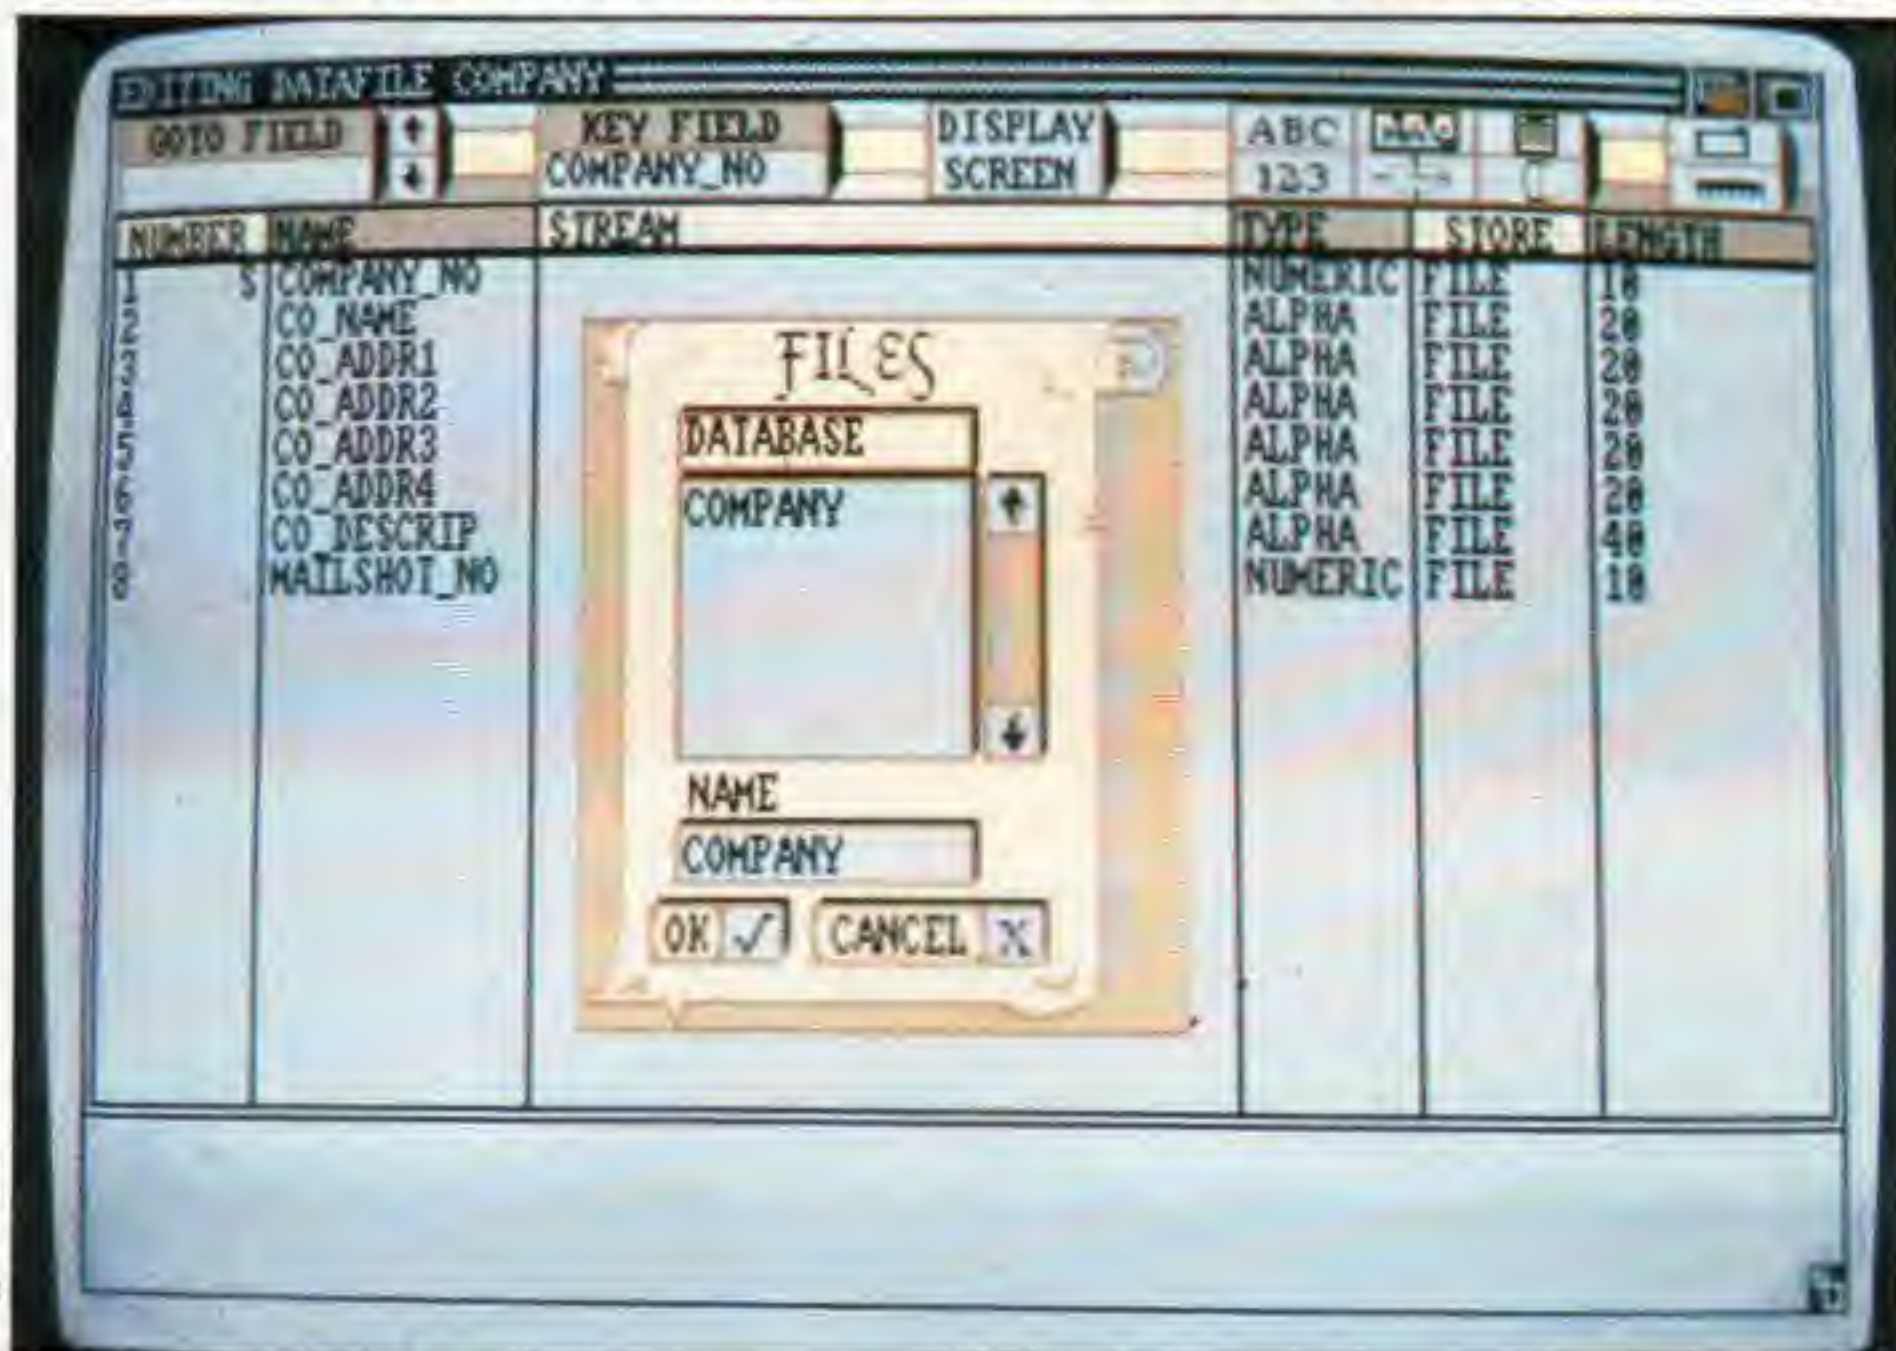 EDITING DATAFILE COMPANY
GOTO FIELD
KEY FIELD
COMPANY_NO
DISPLAY
SCREEN
ABC
123
NUMBER NAME STREAM TYPE STORE LENGTH
1 S COMPANY_NO NUMERIC FILE 10
2 CO_NAME ALPHA FILE 20
3 CO_ADDR1 ALPHA FILE 20
4 CO_ADDR2 ALPHA FILE 20
5 CO_ADDR3 ALPHA FILE 20
6 CO_ADDR4 ALPHA FILE 20
7 CO_DESCRIP ALPHA FILE 40
8 MAILSHOT_NO NUMERIC FILE 10
FILES
DATABASE
COMPANY
NAME
COMPANY
OK
CANCEL X